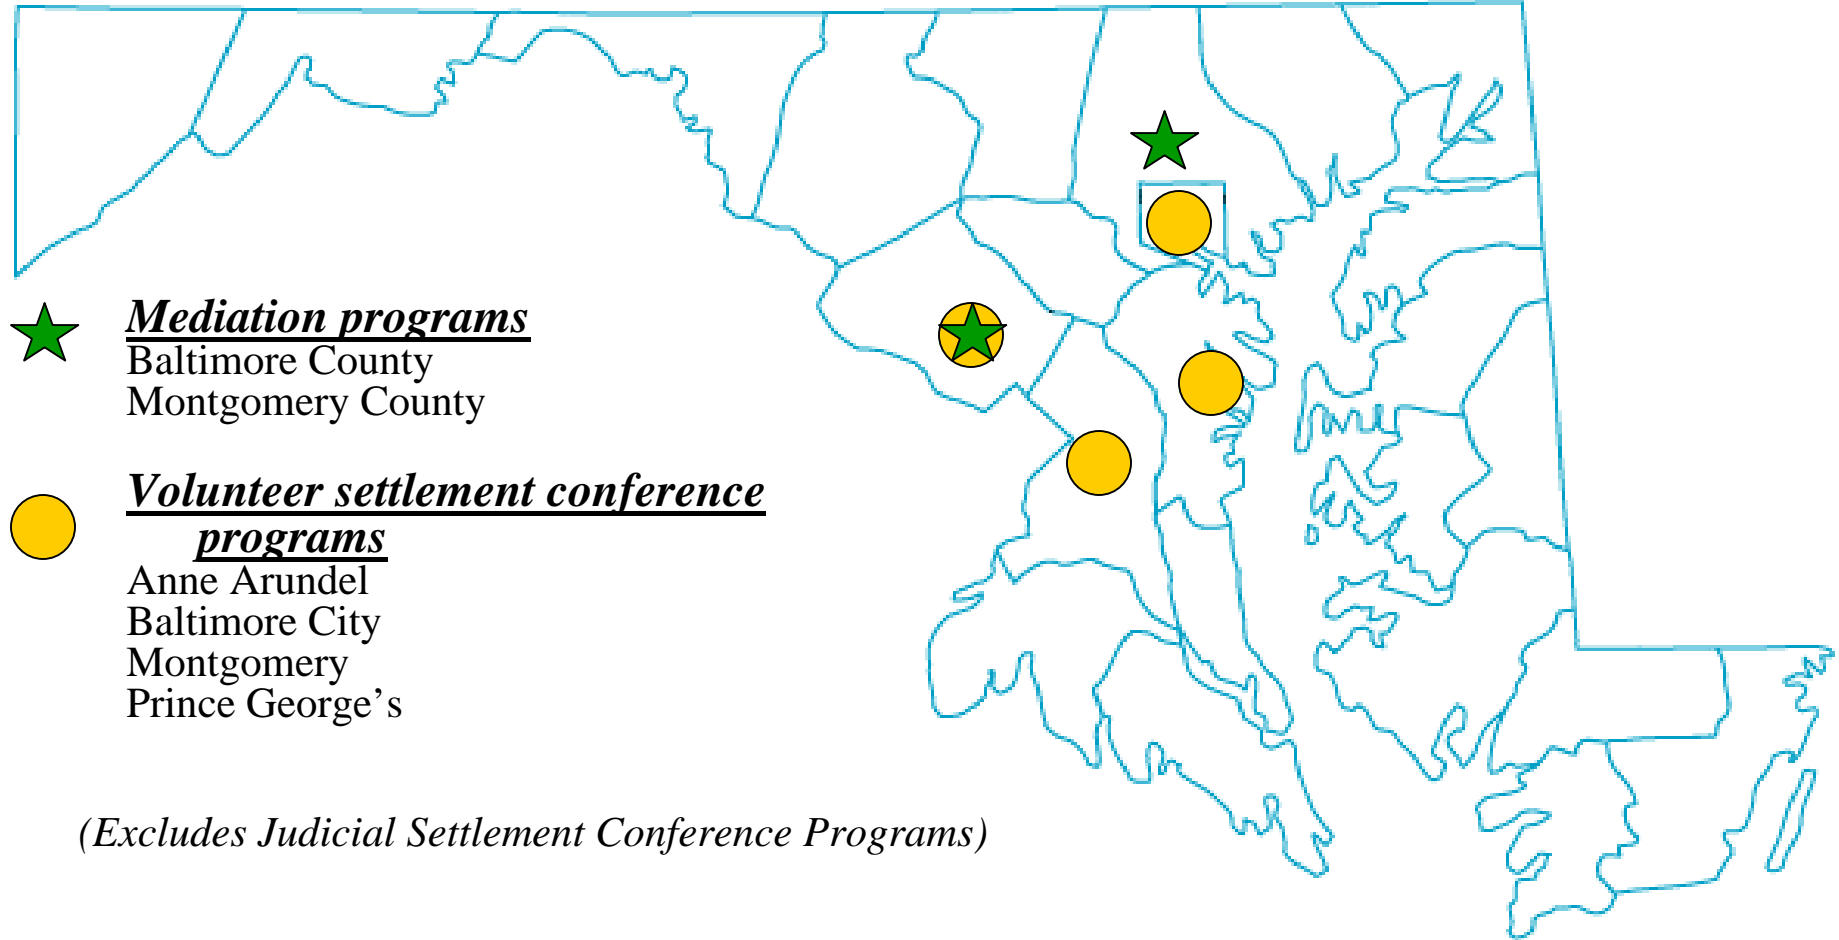 Mediation programs
Baltimore County
Montgomery County
Volunteer settlement conference
programs
Anne Arundel
Baltimore City
Montgomery
Prince George’s
(Excludes Judicial Settlement Conference Programs)